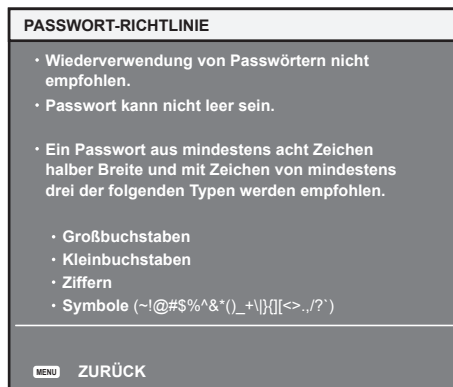 PASSWORT-RICHTLINIE
• Wiederverwendung von Passwörtern nicht
empfohlen.
• Passwort kann nicht leer sein.
• Ein Passwort aus mindestens acht Zeichen
halber Breite und mit Zeichen von mindestens
drei der folgenden Typen werden empfohlen.
• Großbuchstaben
• Kleinbuchstaben
• Ziffern
• Symbole (~!@#$%^&*()_+\|}{][<>.,/?`)
MENU ZURÜCK